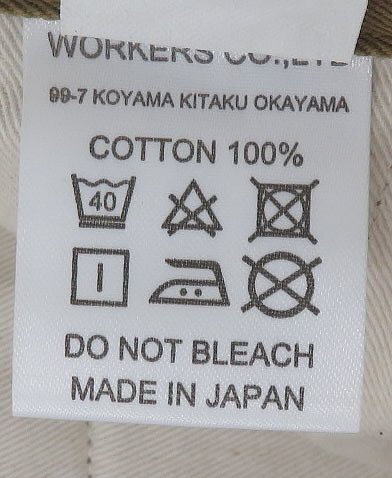 WORKERS CO.,LTD
99-7 KOYAMA KITAKU OKAYAMA
COTTON 100%
40
DO NOT BLEACH
MADE IN JAPAN